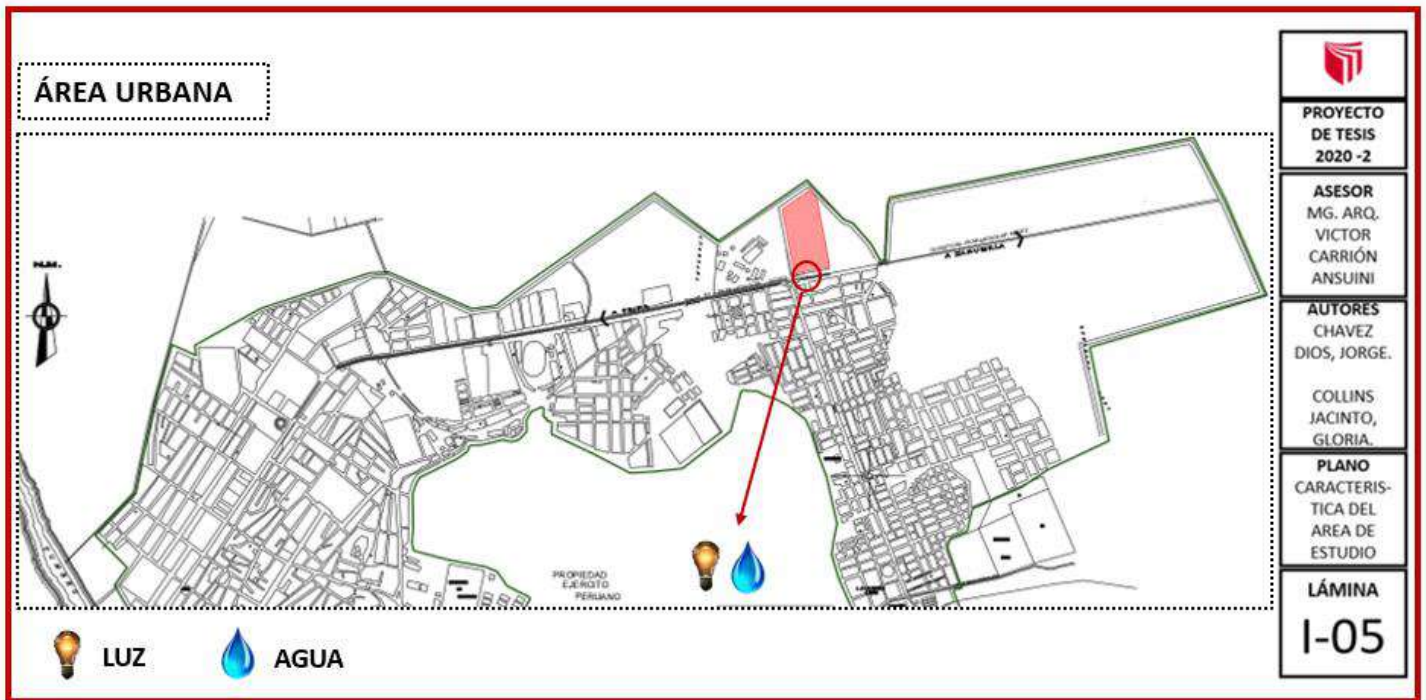 ÁREA URBANA
N.M.
PROPIEDAD
EJERCITO
PERUANO
LUZ
AGUA
PROYECTO
DE TESIS
2020 -2
ASESOR
MG. ARQ.
VICTOR
CARRIÓN
ANSUINI
AUTORES
CHAVEZ
DIOS, JORGE.
COLLINS
JACINTO,
GLORIA.
PLANO
CARACTERIS-
TICA DEL
AREA DE
ESTUDIO
LÁMINA
I-05